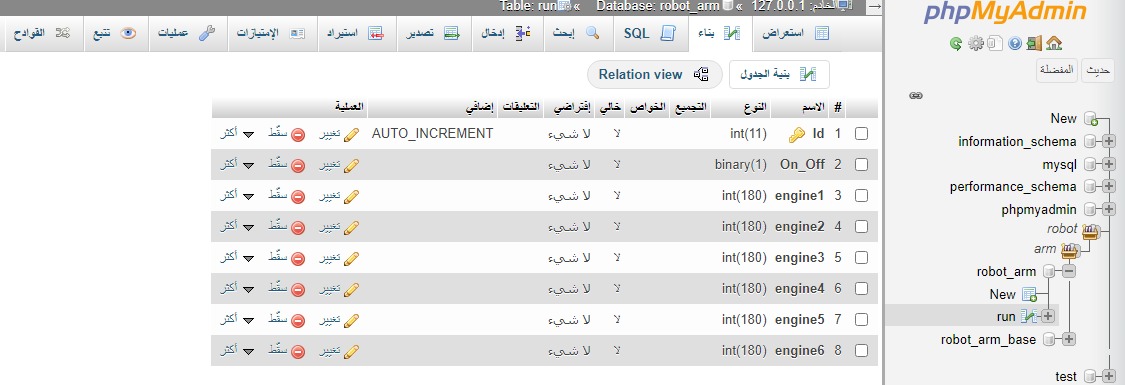 الخادم: 127.0.0.1 » Database: robot_arm » Table: run
استعراض بناء SQL إبحث إدخال تصدير استيراد الإمتيازات عمليات تتبع القوادح
بنية الجدول Relation view
# الاسم النوع التجميع الخواص خالي إفتراضي التعليقات إضافي العملية
1 Id int(11) لا لا شيء AUTO_INCREMENT تغيير سقّط أكثر
2 On_Off binary(1) لا لا شيء تغيير سقّط أكثر
3 engine1 int(180) لا لا شيء تغيير سقّط أكثر
4 engine2 int(180) لا لا شيء تغيير سقّط أكثر
5 engine3 int(180) لا لا شيء تغيير سقّط أكثر
6 engine4 int(180) لا لا شيء تغيير سقّط أكثر
7 engine5 int(180) لا لا شيء تغيير سقّط أكثر
8 engine6 int(180) لا لا شيء تغيير سقّط أكثر
phpMyAdmin
حديث المفضلة
New
information_schema
mysql
performance_schema
phpmyadmin
robot
arm
robot_arm
New
run
robot_arm_base
test